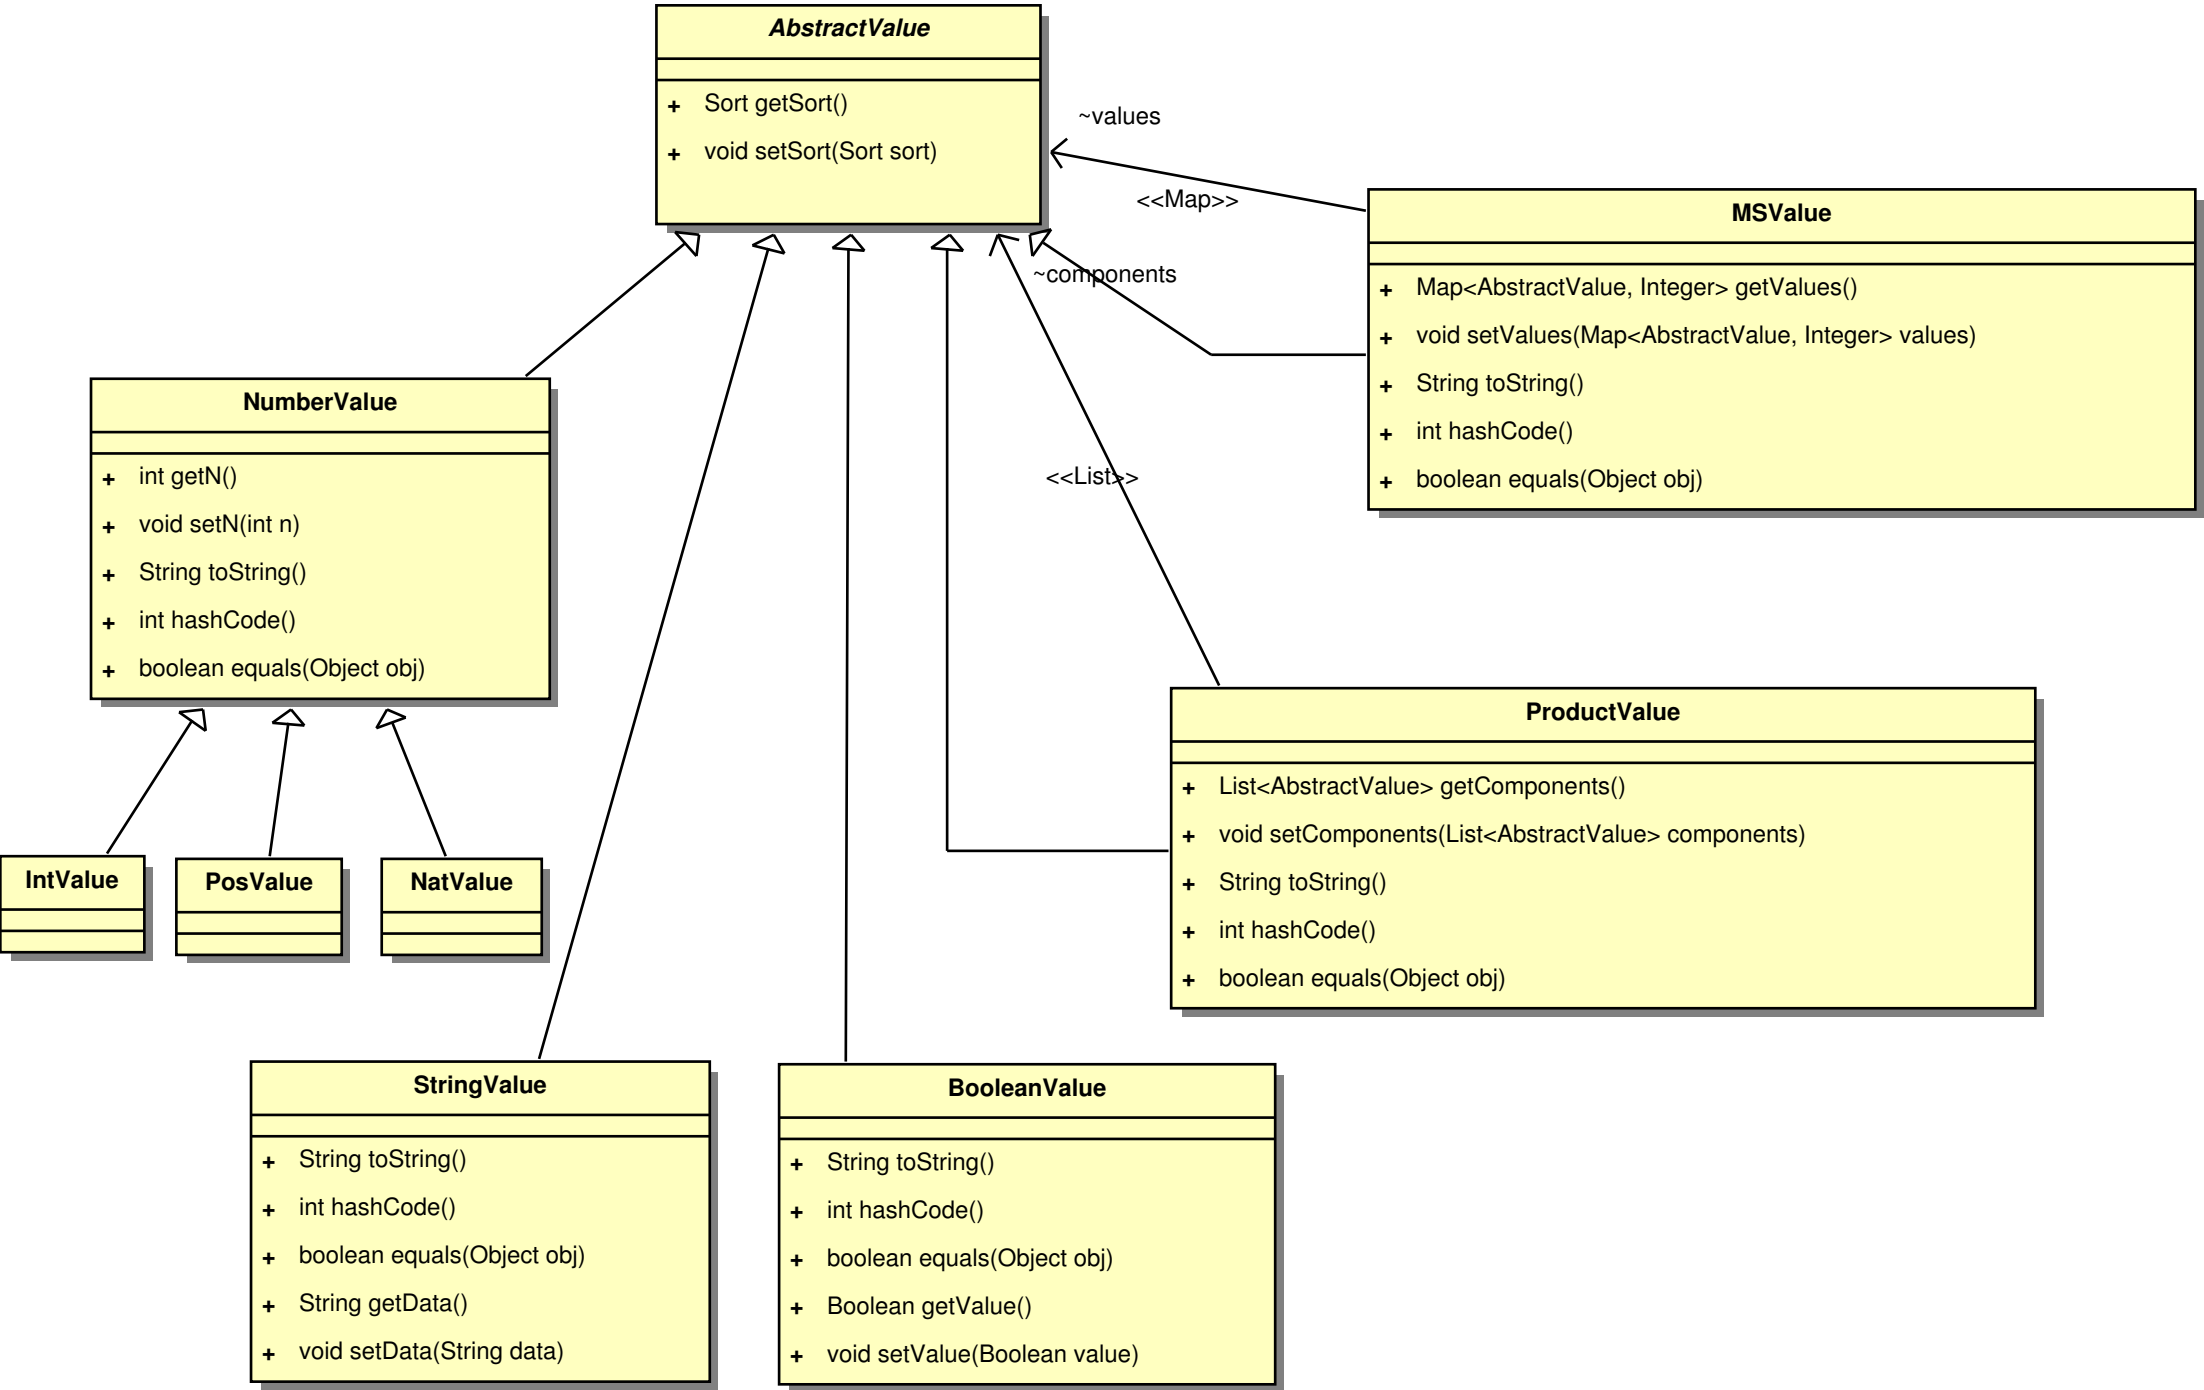 AbstractValue
+ Sort getSort()
+ void setSort(Sort sort)
~values
<<Map>>
~components
<<List>>
MSValue
+ Map<AbstractValue, Integer> getValues()
+ void setValues(Map<AbstractValue, Integer> values)
+ String toString()
+ int hashCode()
+ boolean equals(Object obj)
NumberValue
+ int getN()
+ void setN(int n)
+ String toString()
+ int hashCode()
+ boolean equals(Object obj)
ProductValue
+ List<AbstractValue> getComponents()
+ void setComponents(List<AbstractValue> components)
+ String toString()
+ int hashCode()
+ boolean equals(Object obj)
IntValue
PosValue
NatValue
StringValue
+ String toString()
+ int hashCode()
+ boolean equals(Object obj)
+ String getData()
+ void setData(String data)
BooleanValue
+ String toString()
+ int hashCode()
+ boolean equals(Object obj)
+ Boolean getValue()
+ void setValue(Boolean value)